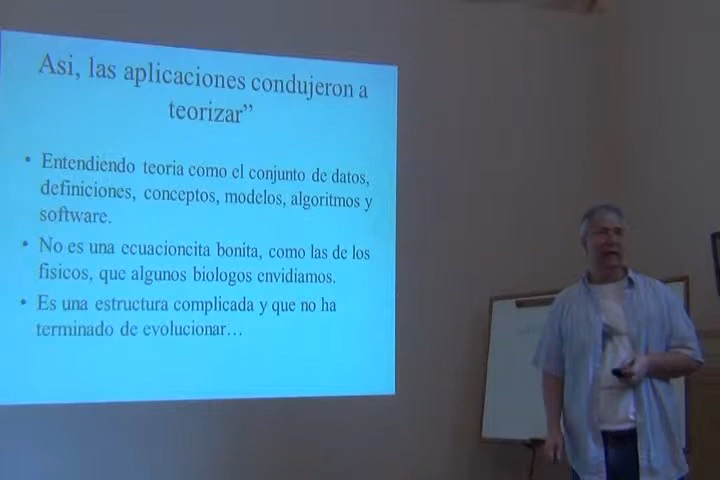 Asi, las aplicaciones condujeron a
teorizar”
• Entendiendo teoria como el conjunto de datos,
definiciones, conceptos, modelos, algoritmos y
software.
• No es una ecuacioncita bonita, como las de los
fisicos, que algunos biologos envidiamos.
• Es una estructura complicada y que no ha
terminado de evolucionar…